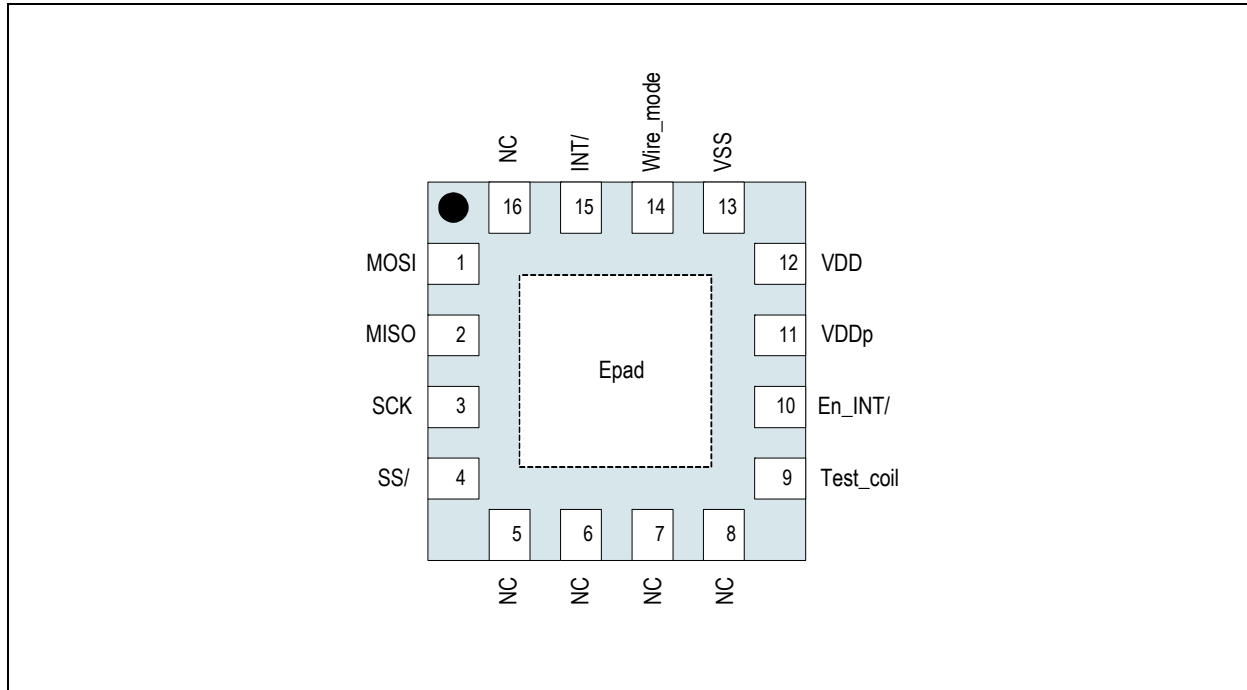 NC
INT/
Wire_mode
VSS
16
15
14
13
MOSI 1
12 VDD
MISO 2
11 VDDp
Epad
SCK 3
10 En_INT/
SS/ 4
9 Test_coil
5
6
7
8
NC
NC
NC
NC